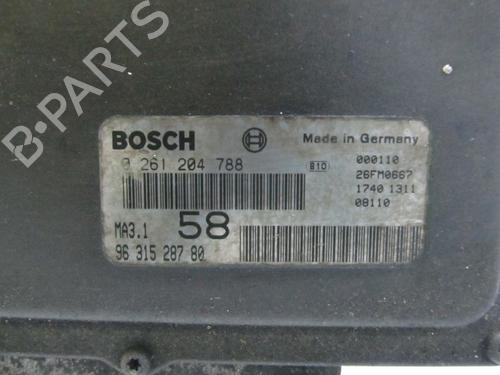 B-PARTS
BOSCH Made in Germany
0 261 204 788 B10 000110
26FM0667
1740 1311
MA3.1 58 08110
96 315 287 80